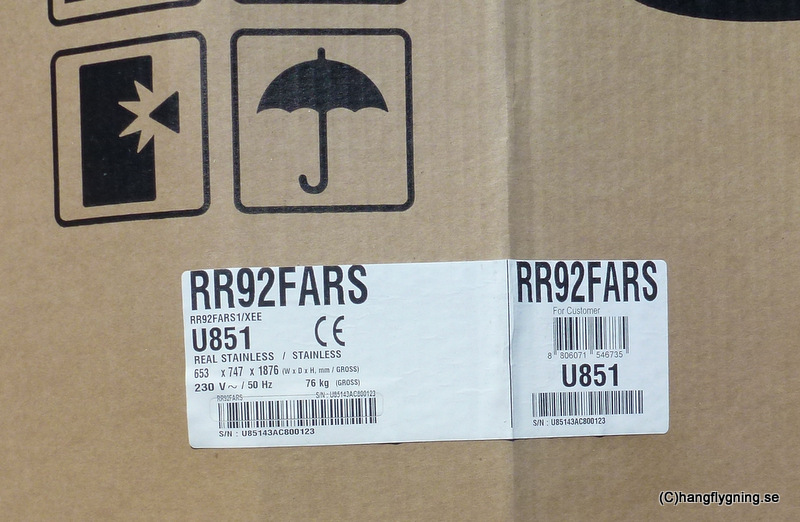 RR92FARS
RR92FARS1/XEE
U851 CE
REAL STAINLESS / STAINLESS
653 x 747 x 1876 (W x D x H, mm / GROSS)
230 V~ / 50 Hz 76 kg (GROSS)
RR92FARS S/N : U85143AC800123
S/N : U85143AC800123
RR92FARS
For Customer
8 806071 546735
U851
S/N : U85143AC800123
(C)hangflygning.se